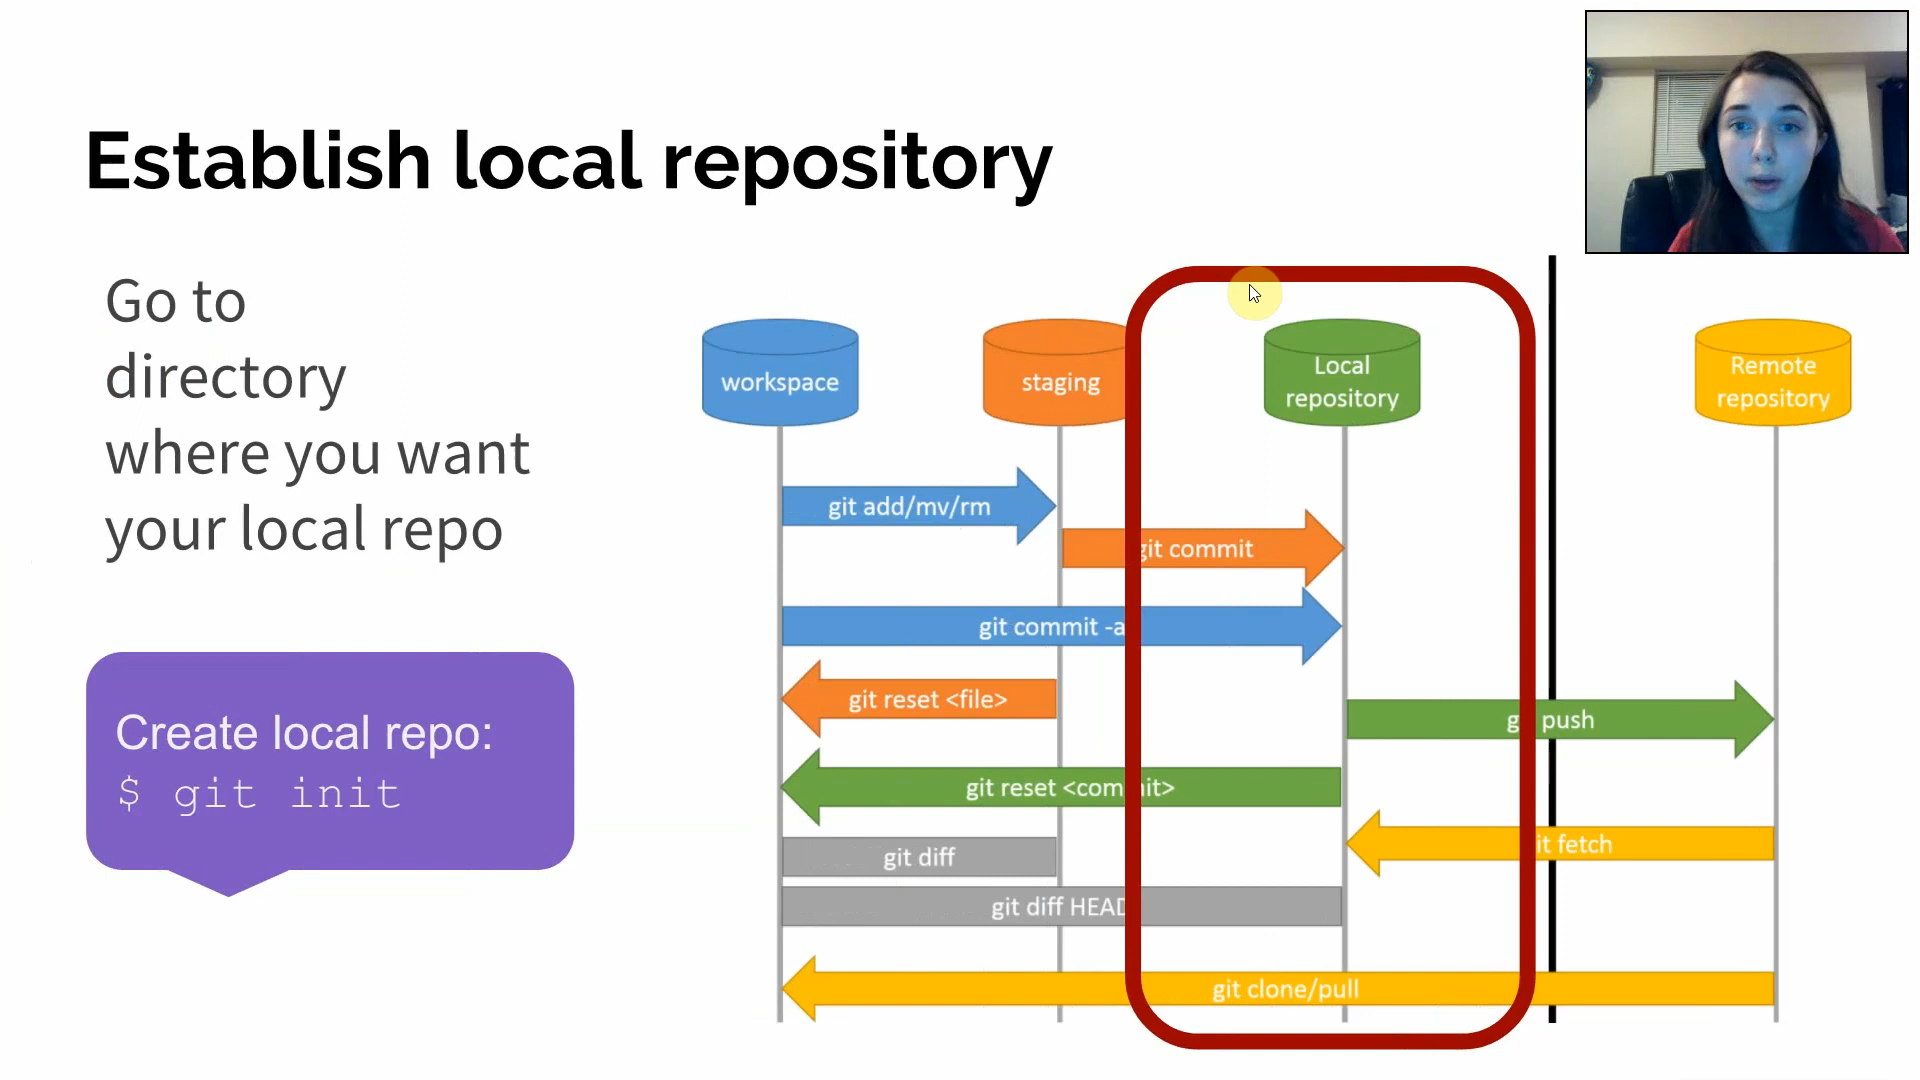 Establish local repository
Go to
directory
where you want
your local repo
Create local repo:
$ git init
workspace
staging
Local
repository
Remote
repository
git add/mv/rm
git commit
git commit -a
git reset <file>
git push
git reset <commit>
git fetch
git diff
git diff HEAD
git clone/pull